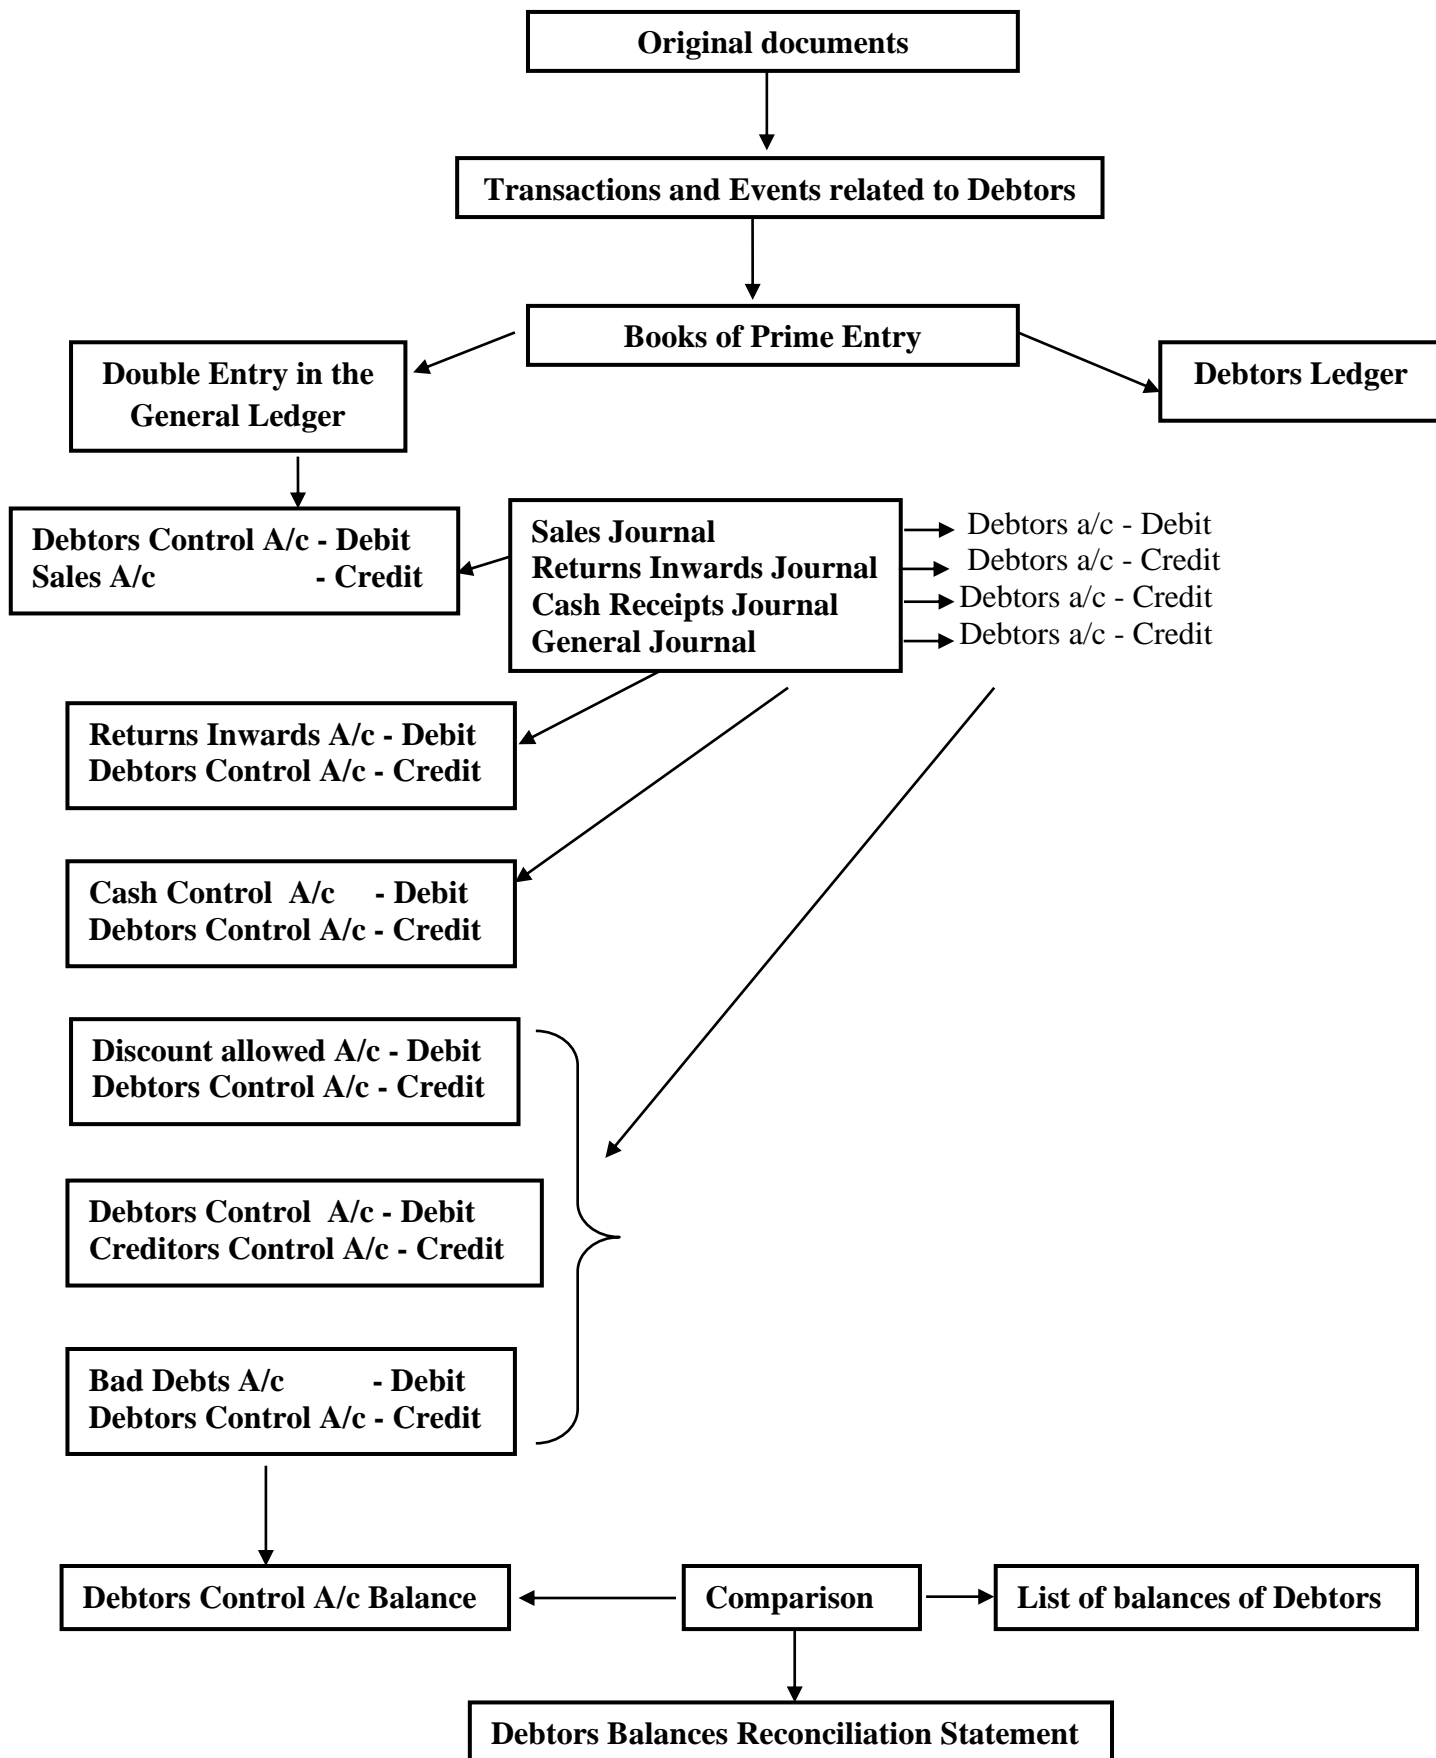 Original documents
Transactions and Events related to Debtors
Books of Prime Entry
Double Entry in the
General Ledger
Debtors Ledger
Debtors Control A/c - Debit
Sales A/c - Credit
Sales Journal
Returns Inwards Journal
Cash Receipts Journal
General Journal
Debtors a/c - Debit
Debtors a/c - Credit
Debtors a/c - Credit
Debtors a/c - Credit
Returns Inwards A/c - Debit
Debtors Control A/c - Credit
Cash Control A/c - Debit
Debtors Control A/c - Credit
Discount allowed A/c - Debit
Debtors Control A/c - Credit
Debtors Control A/c - Debit
Creditors Control A/c - Credit
Bad Debts A/c - Debit
Debtors Control A/c - Credit
Debtors Control A/c Balance
Comparison
List of balances of Debtors
Debtors Balances Reconciliation Statement